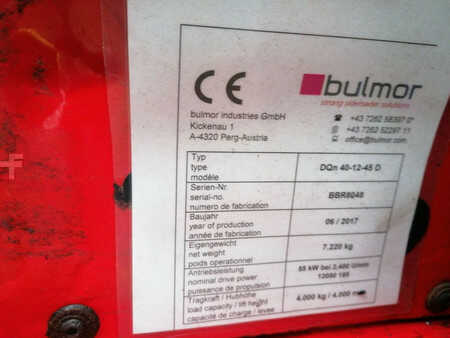 CE
bulmor
strong sideloader solutions
bulmor industries GmbH
Kickenau 1
A-4320 Perg-Austria
+43 7262 58397 0*
+43 7262 52297 11
office@bulmor.com
Typ
type
modèle
DQn 40-12-45 D
Serien-Nr.
serial-no.
numero de fabrication
BBR8048
Baujahr
year of production
année de fabrication
06 / 2017
Eigengewicht
net weight
poids operationnel
7,220 kg
Antriebsleistung
nominal drive power
puissance de propulsion
55 kW bei 2,400 U/min
Tragkraft / Hubhöhe
load capacity / lift height
capacité de charge / levée
4.000 kg / 4.000 mm